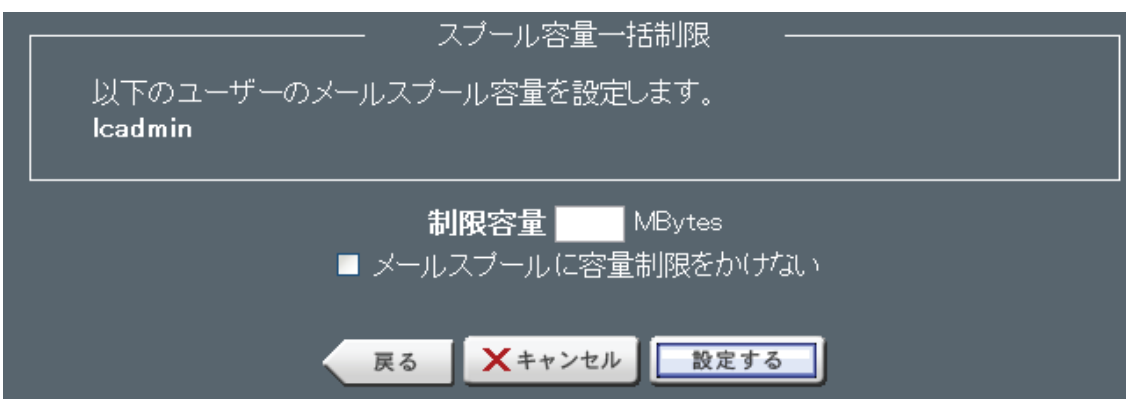 スプール容量一括制限
以下のユーザーのメールスプール容量を設定します。
lcadmin
制限容量 MBytes
メールスプールに容量制限をかけない
戻る キャンセル 設定する